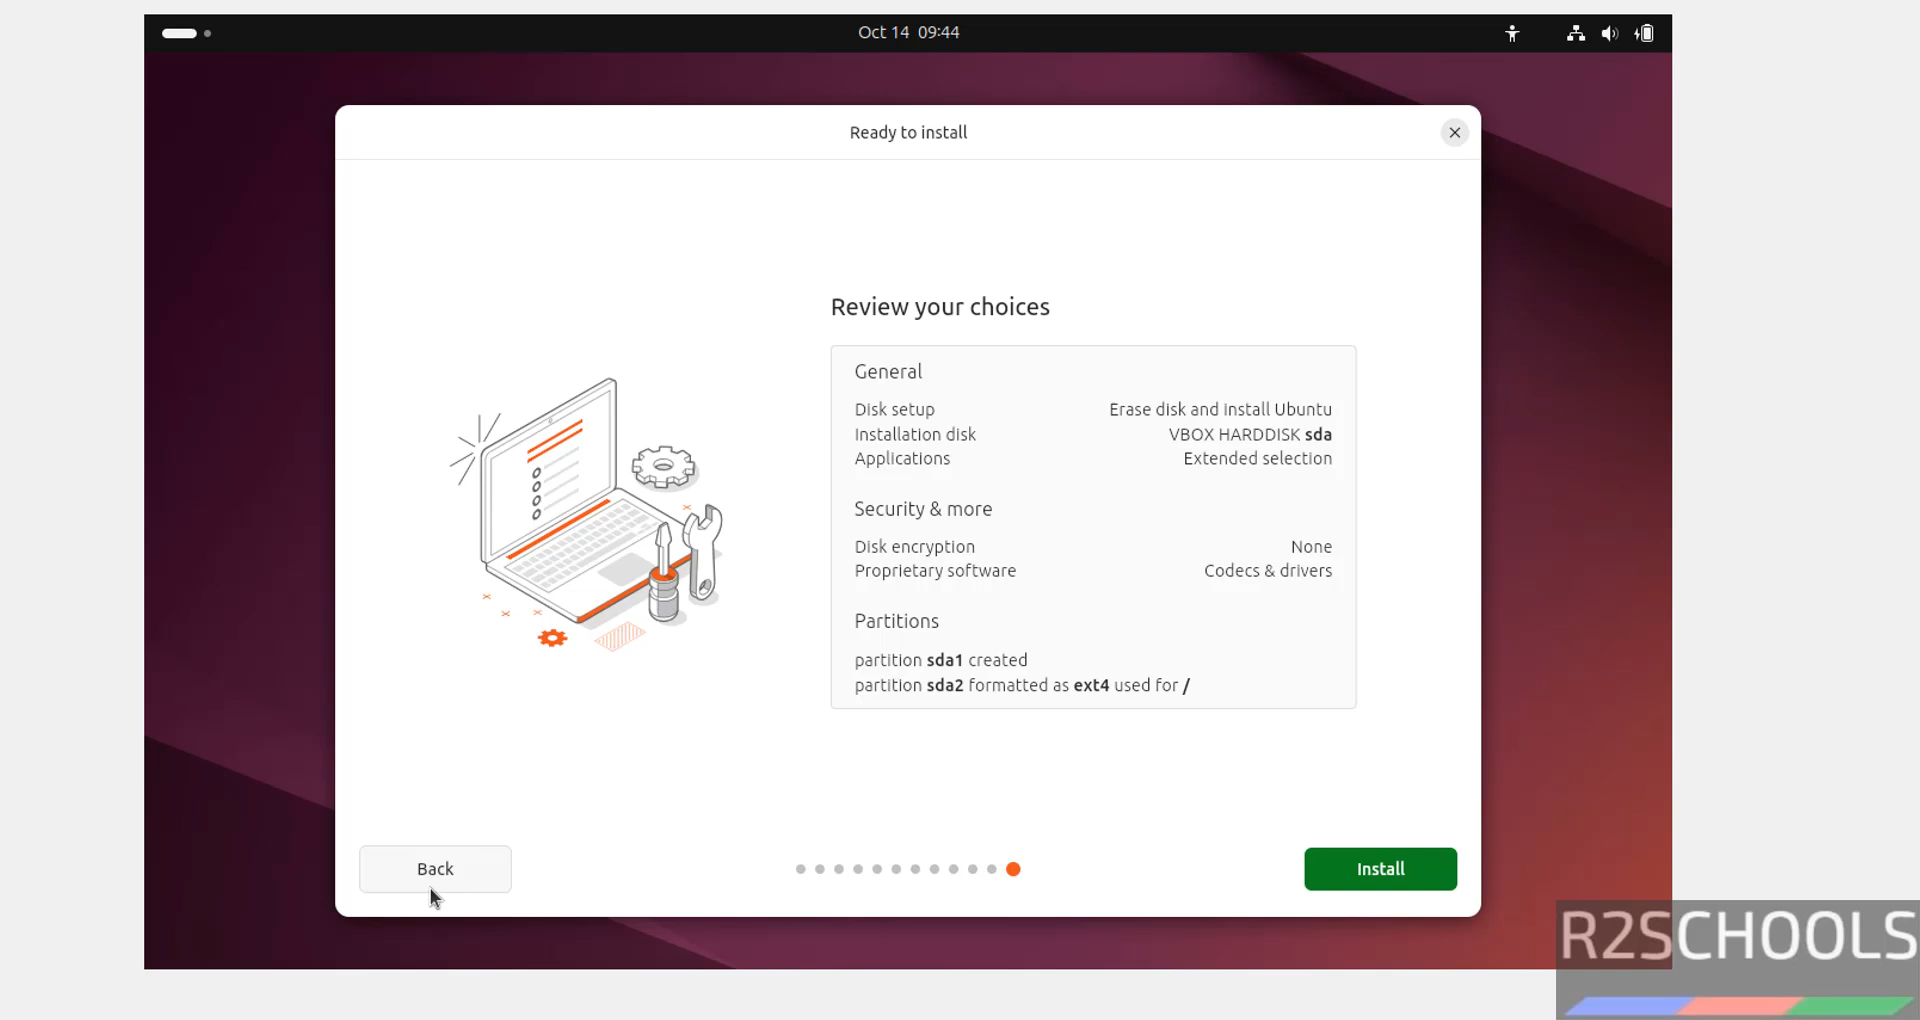 Oct 14 09:44
Ready to install
Review your choices
General
Disk setup Erase disk and install Ubuntu
Installation disk VBOX HARDDISK sda
Applications Extended selection
Security & more
Disk encryption None
Proprietary software Codecs & drivers
Partitions
partition sda1 created
partition sda2 formatted as ext4 used for /
Back
Install
R2SCHOOLS